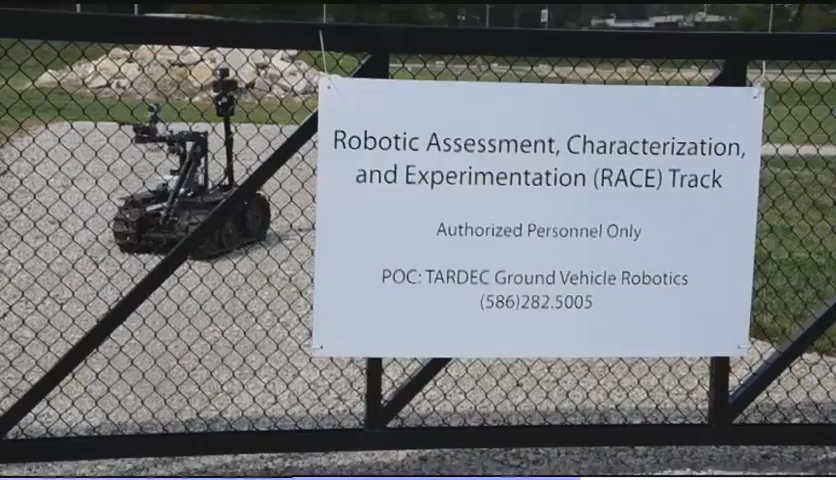 Robotic Assessment, Characterization,
and Experimentation (RACE) Track
Authorized Personnel Only
POC: TARDEC Ground Vehicle Robotics
(586)282.5005